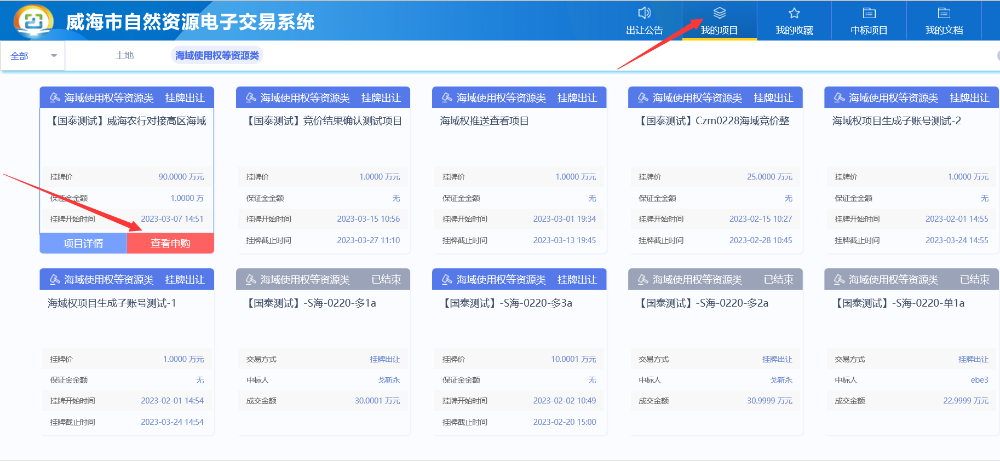 威海市自然资源电子交易系统
出让公告
我的项目
我的收藏
中标项目
我的文档
全部
土地
海域使用权等资源类
海域使用权等资源类 挂牌出让
【国泰测试】威海农行对接高区海域
挂牌价 90.0000 万元
保证金金额 1.0000 万
挂牌开始时间 2023-03-07 14:51
项目详情 查看申购
海域使用权等资源类 挂牌出让
【国泰测试】竞价结果确认测试项目
挂牌价 1.0000 万元
保证金金额 无
挂牌开始时间 2023-03-15 10:56
挂牌截止时间 2023-03-27 11:10
海域使用权等资源类 挂牌出让
海域权推送查看项目
挂牌价 1.0000 万元
保证金金额 无
挂牌开始时间 2023-03-01 19:34
挂牌截止时间 2023-03-13 19:45
海域使用权等资源类 挂牌出让
【国泰测试】Czm0228海域竞价整
挂牌价 25.0000 万元
保证金金额 无
挂牌开始时间 2023-02-15 10:27
挂牌截止时间 2023-02-28 10:45
海域使用权等资源类 挂牌出让
海域权项目生成子账号测试-2
挂牌价 1.0000 万元
保证金金额 无
挂牌开始时间 2023-02-01 14:55
挂牌截止时间 2023-03-24 14:55
海域使用权等资源类 挂牌出让
海域权项目生成子账号测试-1
挂牌价 1.0000 万元
保证金金额 无
挂牌开始时间 2023-02-01 14:54
挂牌截止时间 2023-03-24 14:54
海域使用权等资源类 已结束
【国泰测试】-S海-0220-多1a
交易方式 挂牌出让
中标人 戈新永
成交金额 30.0001 万元
海域使用权等资源类 挂牌出让
【国泰测试】-S海-0220-多3a
挂牌价 10.0001 万元
保证金金额 无
挂牌开始时间 2023-02-02 10:49
挂牌截止时间 2023-02-20 15:00
海域使用权等资源类 已结束
【国泰测试】-S海-0220-多2a
交易方式 挂牌出让
中标人 戈新永
成交金额 30.9999 万元
海域使用权等资源类 已结束
【国泰测试】-S海-0220-单1a
交易方式 挂牌出让
中标人 ebe3
成交金额 22.9999 万元